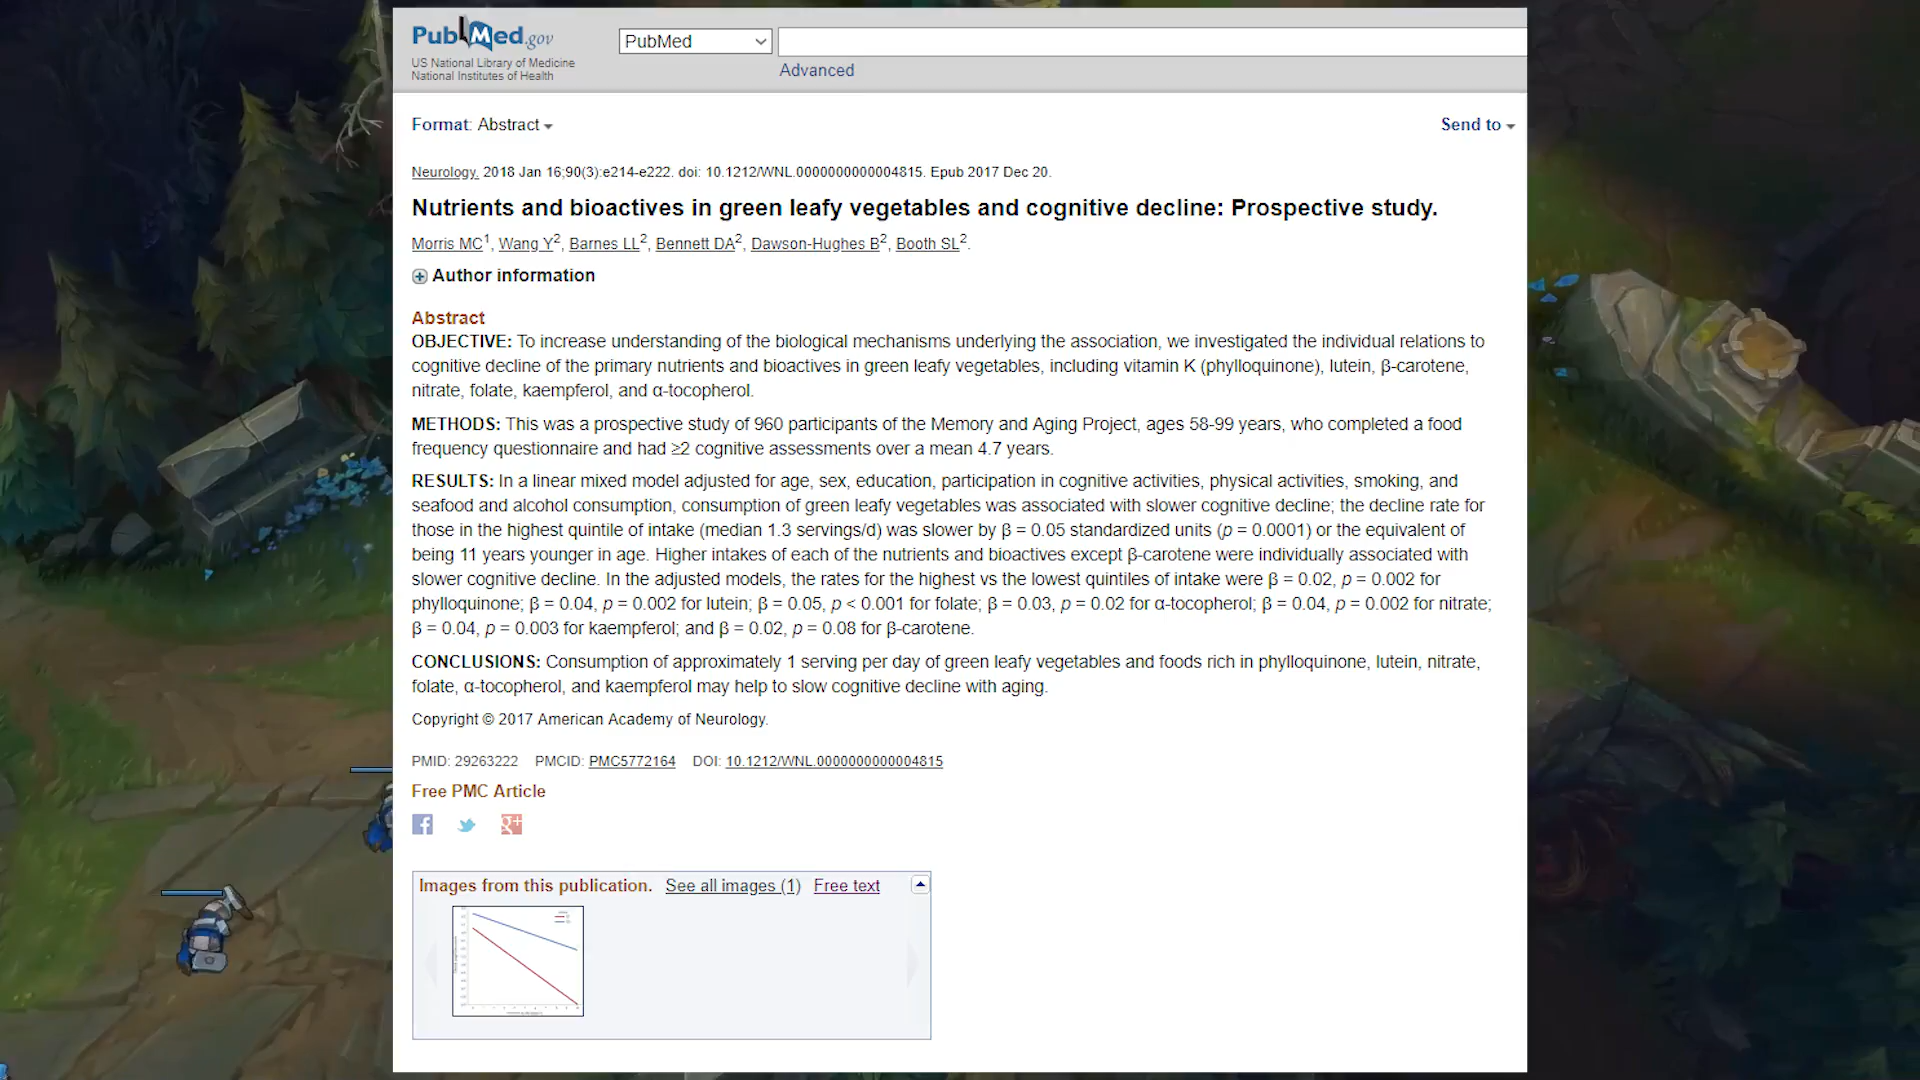 PubMed.gov
US National Library of Medicine
National Institutes of Health
PubMed
Advanced
Format: Abstract
Send to
Neurology. 2018 Jan 16;90(3):e214-e222. doi: 10.1212/WNL.0000000000004815. Epub 2017 Dec 20.
Nutrients and bioactives in green leafy vegetables and cognitive decline: Prospective study.
Morris MC1, Wang Y2, Barnes LL2, Bennett DA2, Dawson-Hughes B2, Booth SL2.
Author information
Abstract
OBJECTIVE: To increase understanding of the biological mechanisms underlying the association, we investigated the individual relations to
cognitive decline of the primary nutrients and bioactives in green leafy vegetables, including vitamin K (phylloquinone), lutein, β-carotene,
nitrate, folate, kaempferol, and α-tocopherol.
METHODS: This was a prospective study of 960 participants of the Memory and Aging Project, ages 58-99 years, who completed a food
frequency questionnaire and had ≥2 cognitive assessments over a mean 4.7 years.
RESULTS: In a linear mixed model adjusted for age, sex, education, participation in cognitive activities, physical activities, smoking, and
seafood and alcohol consumption, consumption of green leafy vegetables was associated with slower cognitive decline; the decline rate for
those in the highest quintile of intake (median 1.3 servings/d) was slower by β = 0.05 standardized units (p = 0.0001) or the equivalent of
being 11 years younger in age. Higher intakes of each of the nutrients and bioactives except β-carotene were individually associated with
slower cognitive decline. In the adjusted models, the rates for the highest vs the lowest quintiles of intake were β = 0.02, p = 0.002 for
phylloquinone; β = 0.04, p = 0.002 for lutein; β = 0.05, p < 0.001 for folate; β = 0.03, p = 0.02 for α-tocopherol; β = 0.04, p = 0.002 for nitrate;
β = 0.04, p = 0.003 for kaempferol; and β = 0.02, p = 0.08 for β-carotene.
CONCLUSIONS: Consumption of approximately 1 serving per day of green leafy vegetables and foods rich in phylloquinone, lutein, nitrate,
folate, α-tocopherol, and kaempferol may help to slow cognitive decline with aging.
Copyright © 2017 American Academy of Neurology.
PMID: 29263222 PMCID: PMC5772164 DOI: 10.1212/WNL.0000000000004815
Free PMC Article
Images from this publication. See all images (1) Free text